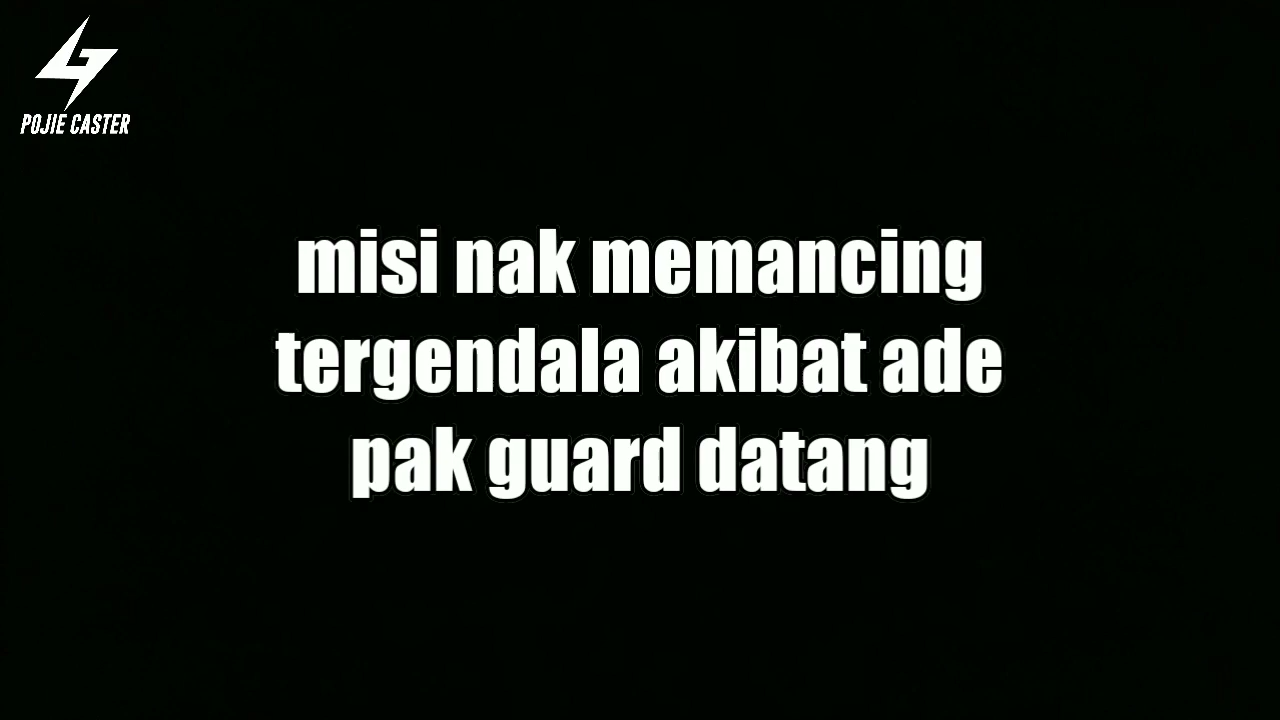 POJIE CASTER
misi nak memancing
tergendala akibat ade
pak guard datang